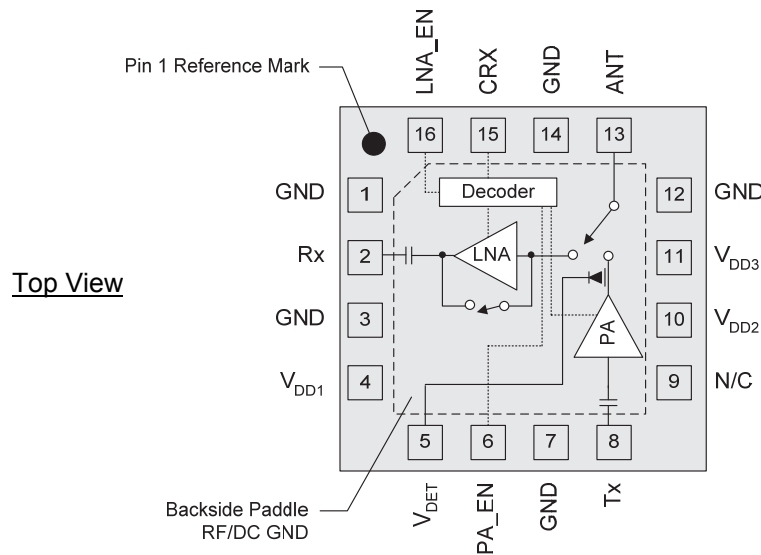 LNA_EN
CRX
GND
ANT
Pin 1 Reference Mark
16
15
14
13
GND
1
Decoder
12
GND
Rx
2
LNA
11
VDD3
Top View
GND
3
PA
10
VDD2
VDD1
4
9
N/C
5
6
7
8
Backside Paddle
RF/DC GND
VDET
PA_EN
GND
Tx